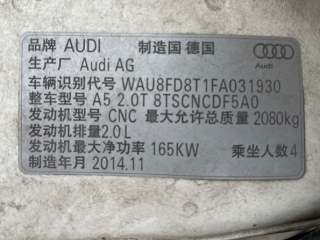 品牌 AUDI 制造国 德国
Audi
生产厂 Audi AG
车辆识别代号 WAU8FD8T1FA031930
整车型号 A5 2.0T 8TSCNCDF5A0
发动机型号 CNC 最大允许总质量 2080kg
发动机排量2.0L
发动机最大净功率 165KW 乘坐人数4
制造年月 2014.11